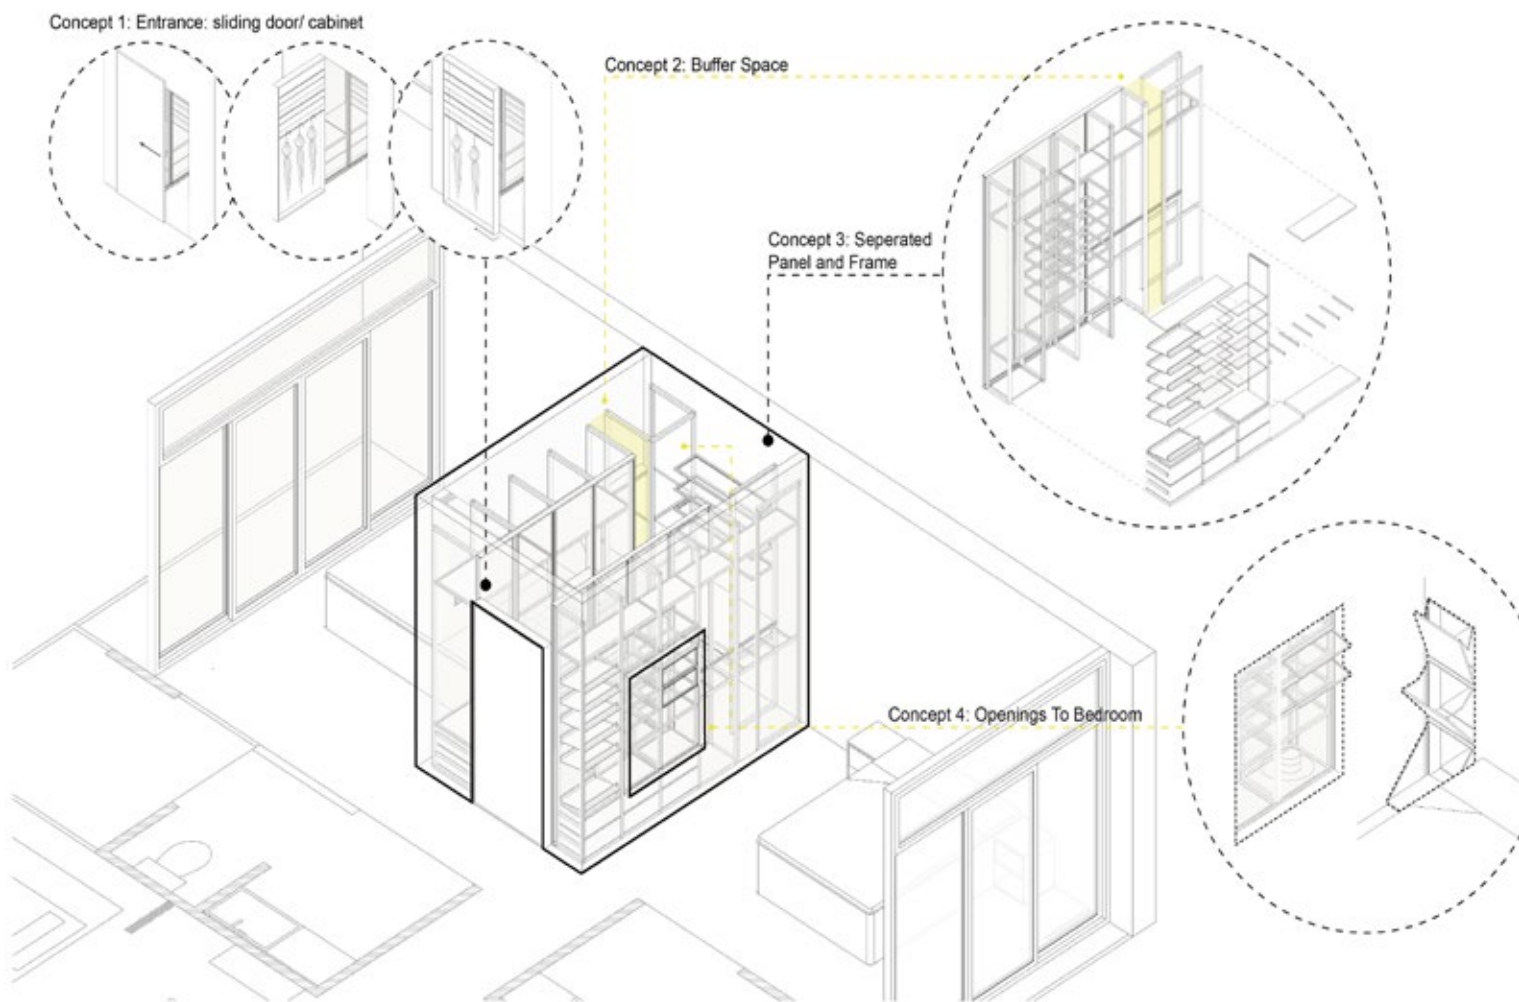 Concept 1: Entrance: sliding door/ cabinet
Concept 2: Buffer Space
Concept 3: Seperated
Panel and Frame
Concept 4: Openings To Bedroom